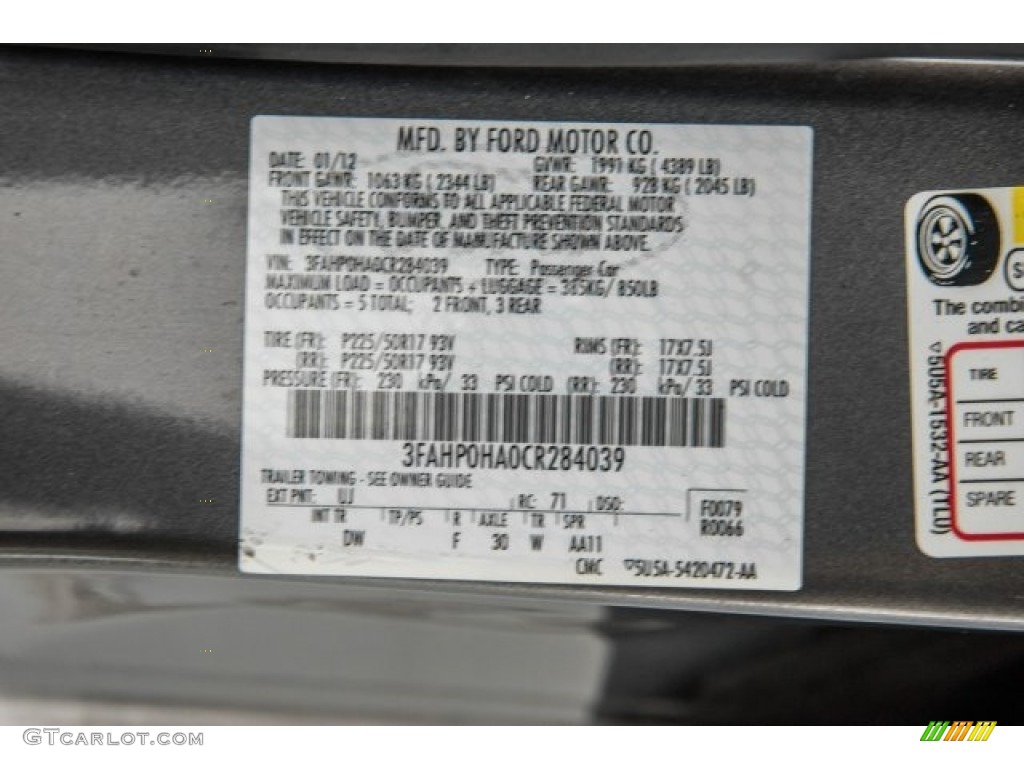 MFD. BY FORD MOTOR CO.
DATE: 01/12 GVWR: 1991 KG ( 4389 LB)
FRONT GAWR: 1063 KG ( 2344 LB) REAR GAWR: 928 KG ( 2045 LB)
THIS VEHICLE CONFORMS TO ALL APPLICABLE FEDERAL MOTOR
VEHICLE SAFETY, BUMPER, AND THEFT PREVENTION STANDARDS
IN EFFECT ON THE DATE OF MANUFACTURE SHOWN ABOVE.
VIN: 3FAHP0HA0CR284039 TYPE: Passenger Car
MAXIMUM LOAD = OCCUPANTS + LUGGAGE = 385KG/ 850LB
OCCUPANTS = 5 TOTAL; 2 FRONT, 3 REAR
TIRE (FR): P225/50R17 93V RIMS (FR): 17X7.5J
(RR): P225/50R17 93V (RR): 17X7.5J
PRESSURE (FR): 230 kPa/ 33 PSI COLD (RR): 230 kPa/ 33 PSI COLD
3FAHP0HA0CR284039
TRAILER TOWING - SEE OWNER GUIDE
EXT PNT: UJ RC: 71 DSO: F0079
R0066
INT TR TP/PS R AXLE TR SPR
DW F 30 W AA11
CMC ▽5U5A-5420472-AA
The combi
and ca
▽5U5A-1532-AA (1L0)
TIRE
FRONT
REAR
SPARE
GTcarlot.com